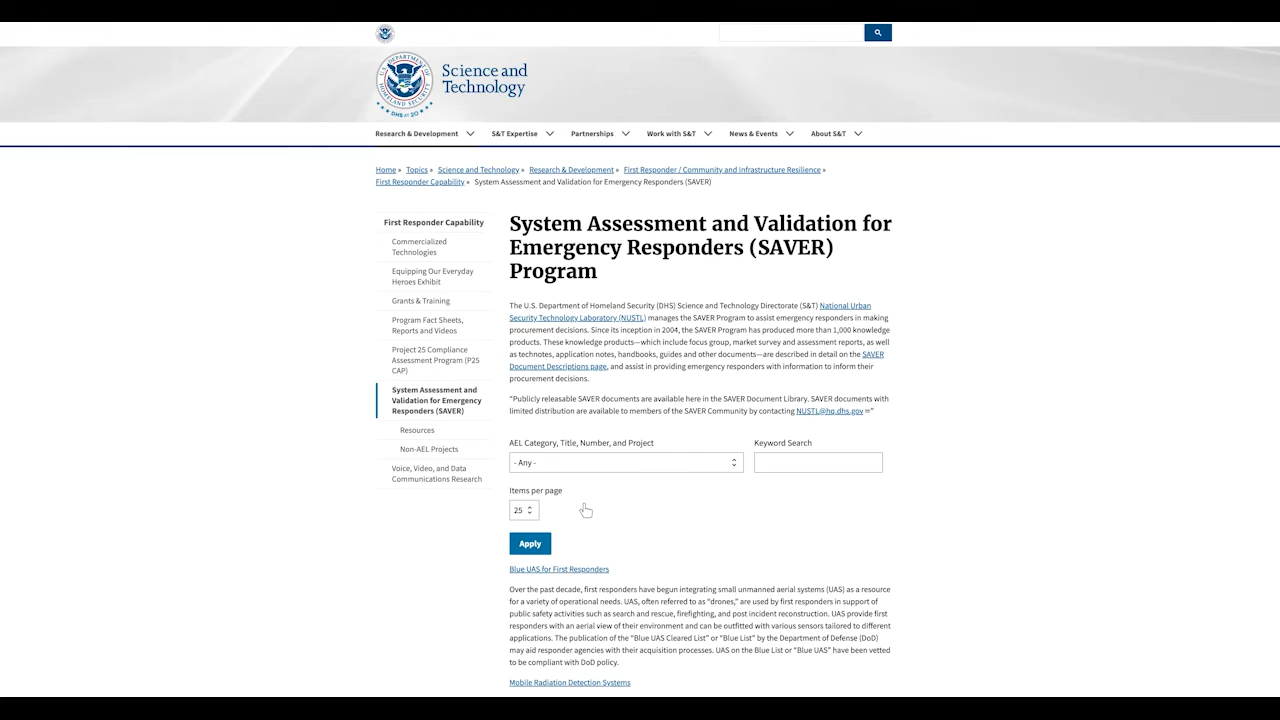 U.S. DEPARTMENT OF
HOMELAND SECURITY
DHS AT 20
Science and
Technology
Research & Development
S&T Expertise
Partnerships
Work with S&T
News & Events
About S&T
Home » Topics » Science and Technology » Research & Development » First Responder / Community and Infrastructure Resilience »
First Responder Capability » System Assessment and Validation for Emergency Responders (SAVER)
First Responder Capability
Commercialized
Technologies
Equipping Our Everyday
Heroes Exhibit
Grants & Training
Program Fact Sheets,
Reports and Videos
Project 25 Compliance
Assessment Program (P25
CAP)
System Assessment and
Validation for Emergency
Responders (SAVER)
Resources
Non-AEL Projects
Voice, Video, and Data
Communications Research
System Assessment and Validation for
Emergency Responders (SAVER)
Program
The U.S. Department of Homeland Security (DHS) Science and Technology Directorate (S&T) National Urban
Security Technology Laboratory (NUSTL) manages the SAVER Program to assist emergency responders in making
procurement decisions. Since its inception in 2004, the SAVER Program has produced more than 1,000 knowledge
products. These knowledge products—which include focus group, market survey and assessment reports, as well
as technotes, application notes, handbooks, guides and other documents—are described in detail on the SAVER
Document Descriptions page, and assist in providing emergency responders with information to inform their
procurement decisions.
“Publicly releasable SAVER documents are available here in the SAVER Document Library. SAVER documents with
limited distribution are available to members of the SAVER Community by contacting NUSTL@hq.dhs.gov ”
AEL Category, Title, Number, and Project
Keyword Search
- Any -
Items per page
25
Apply
Blue UAS for First Responders
Over the past decade, first responders have begun integrating small unmanned aerial systems (UAS) as a resource
for a variety of operational needs. UAS, often referred to as “drones,” are used by first responders in support of
public safety activities such as search and rescue, firefighting, and post incident reconstruction. UAS provide first
responders with an aerial view of their environment and can be outfitted with various sensors tailored to different
applications. The publication of the “Blue UAS Cleared List” or “Blue List” by the Department of Defense (DoD)
may aid responder agencies with their acquisition processes. UAS on the Blue List or “Blue UAS” have been vetted
to be compliant with DoD policy.
Mobile Radiation Detection Systems